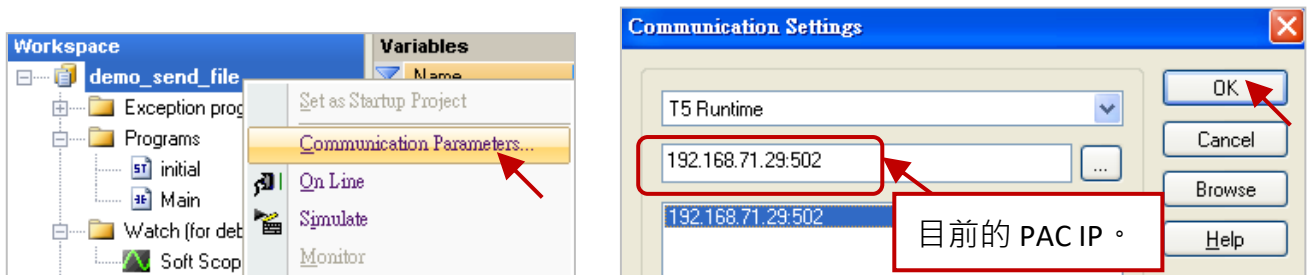 Workspace
Variables
demo_send_file
Name
Exception prog
Programs
initial
Main
Watch (for deb
Soft Scop
Set as Startup Project
Communication Parameters...
On Line
Simulate
Monitor
Communication Settings
T5 Runtime
192.168.71.29:502
...
192.168.71.29:502
OK
Cancel
Browse
Help
目前的 PAC IP。